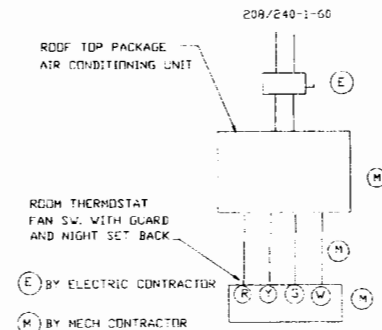 208/240-1-60
ROOF TOP PACKAGE
AIR CONDITIONING UNIT
E
M
ROOM THERMOSTAT
FAN SW. WITH GUARD
AND NIGHT SET BACK
M
E BY ELECTRIC CONTRACTOR
R Y G W
M
M BY MECH CONTRACTOR